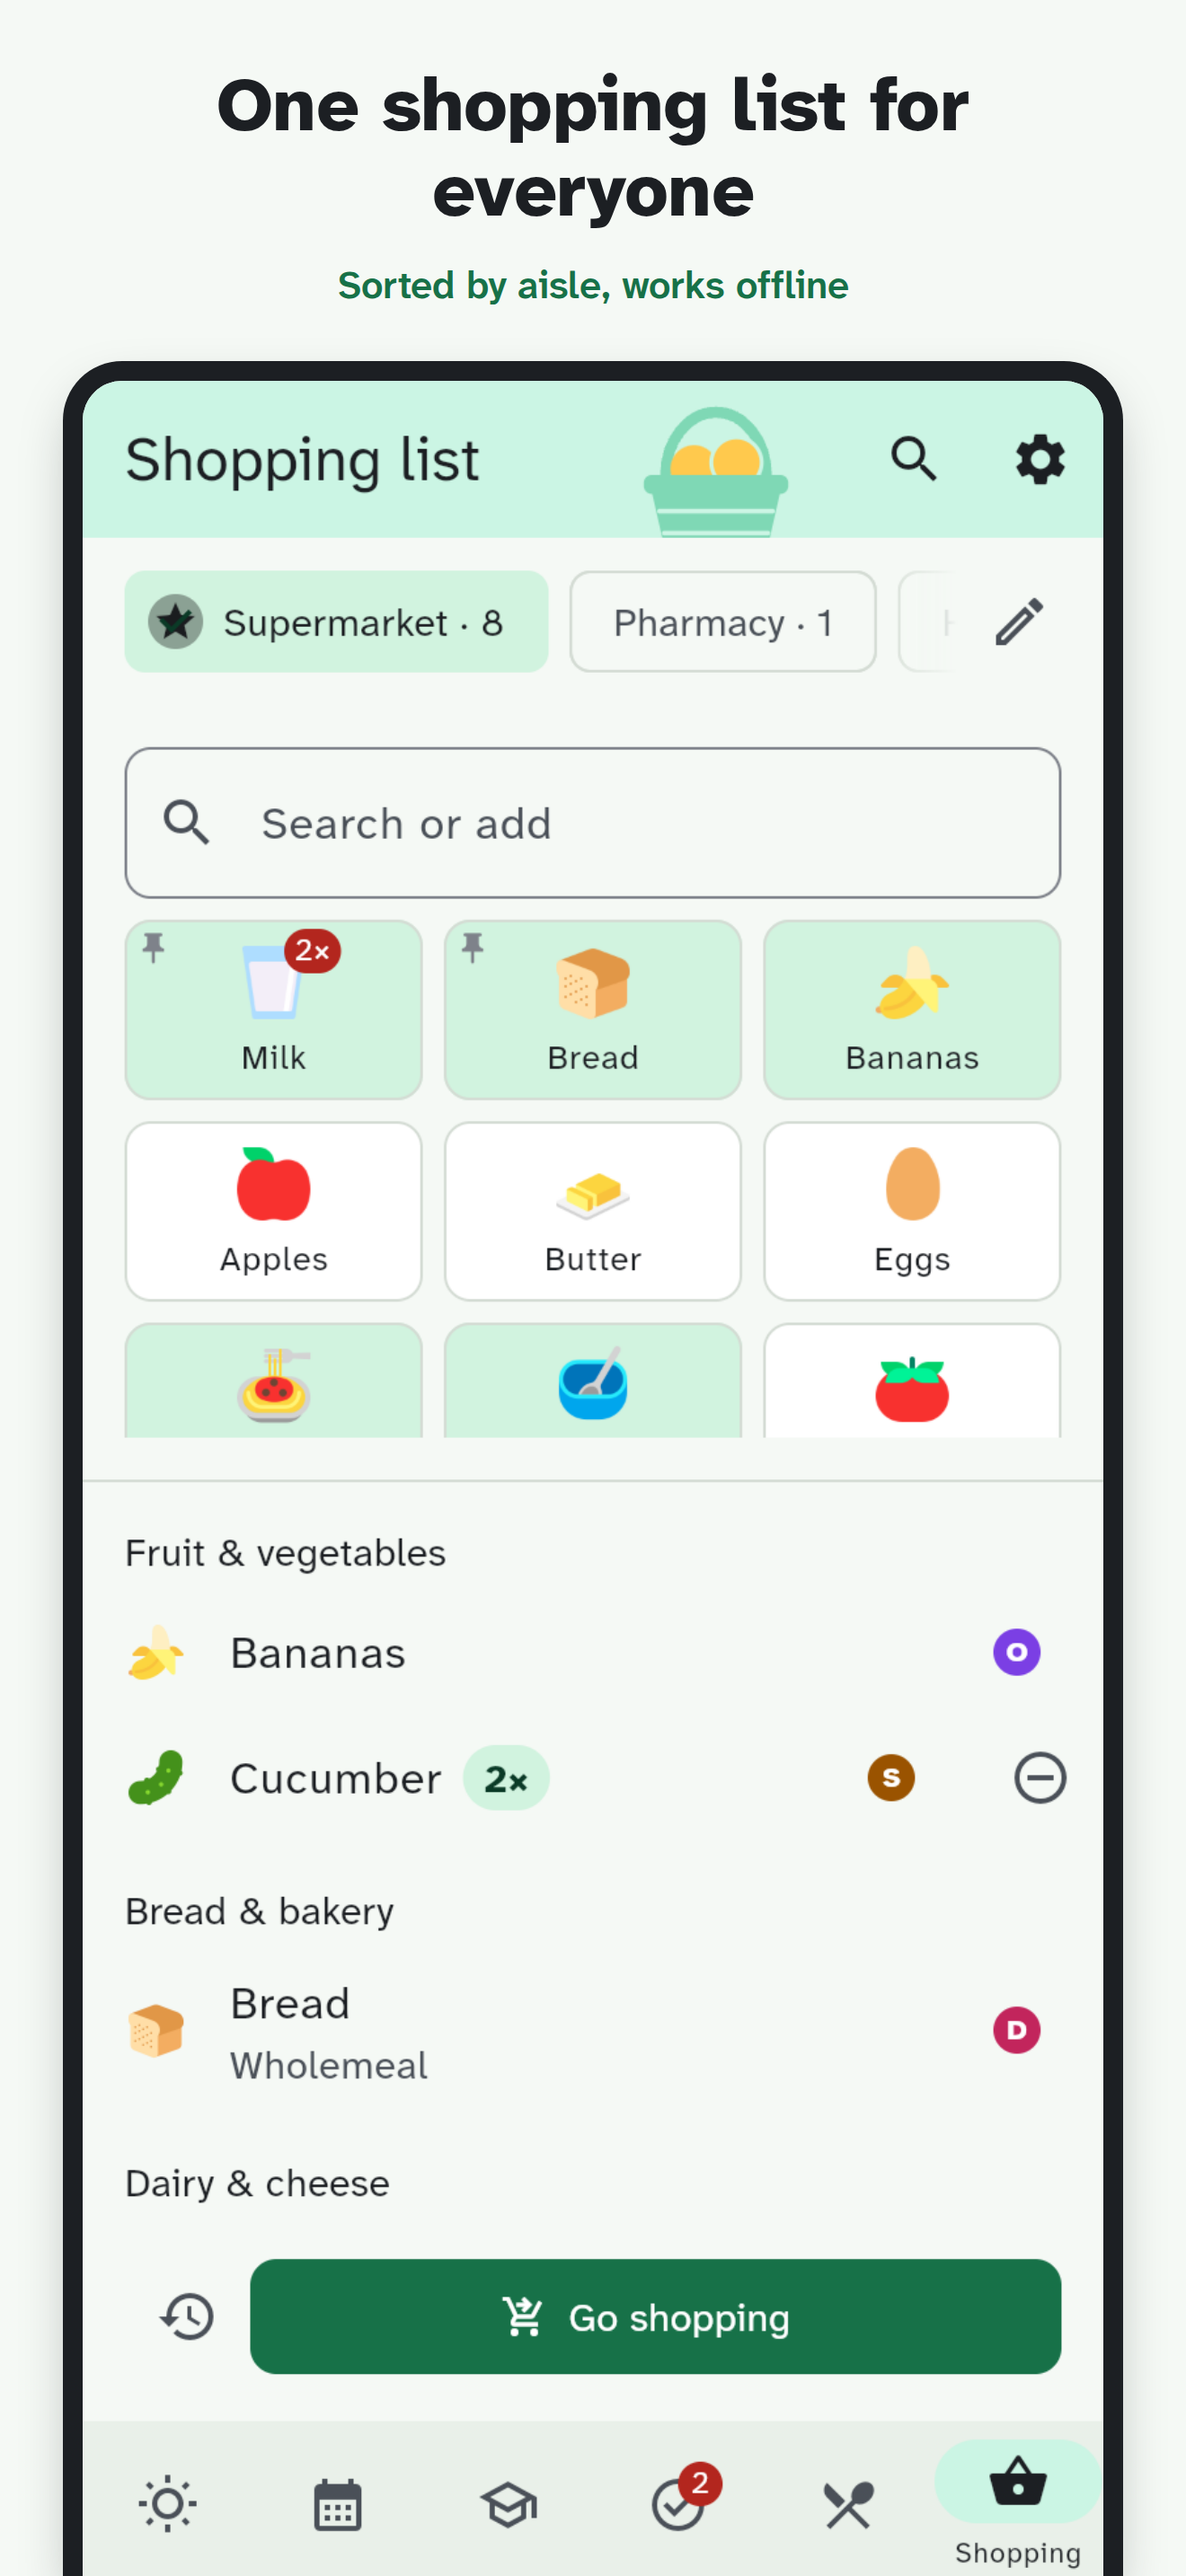 One shopping list for
everyone
Sorted by aisle, works offline
Shopping list
Supermarket · 8
Pharmacy · 1
Search or add
2×
Milk
Bread
Bananas
Apples
Butter
Eggs
Fruit & vegetables
Bananas
O
Cucumber 2×
S
Bread & bakery
Bread
D
Wholemeal
Dairy & cheese
Go shopping
2
Shopping